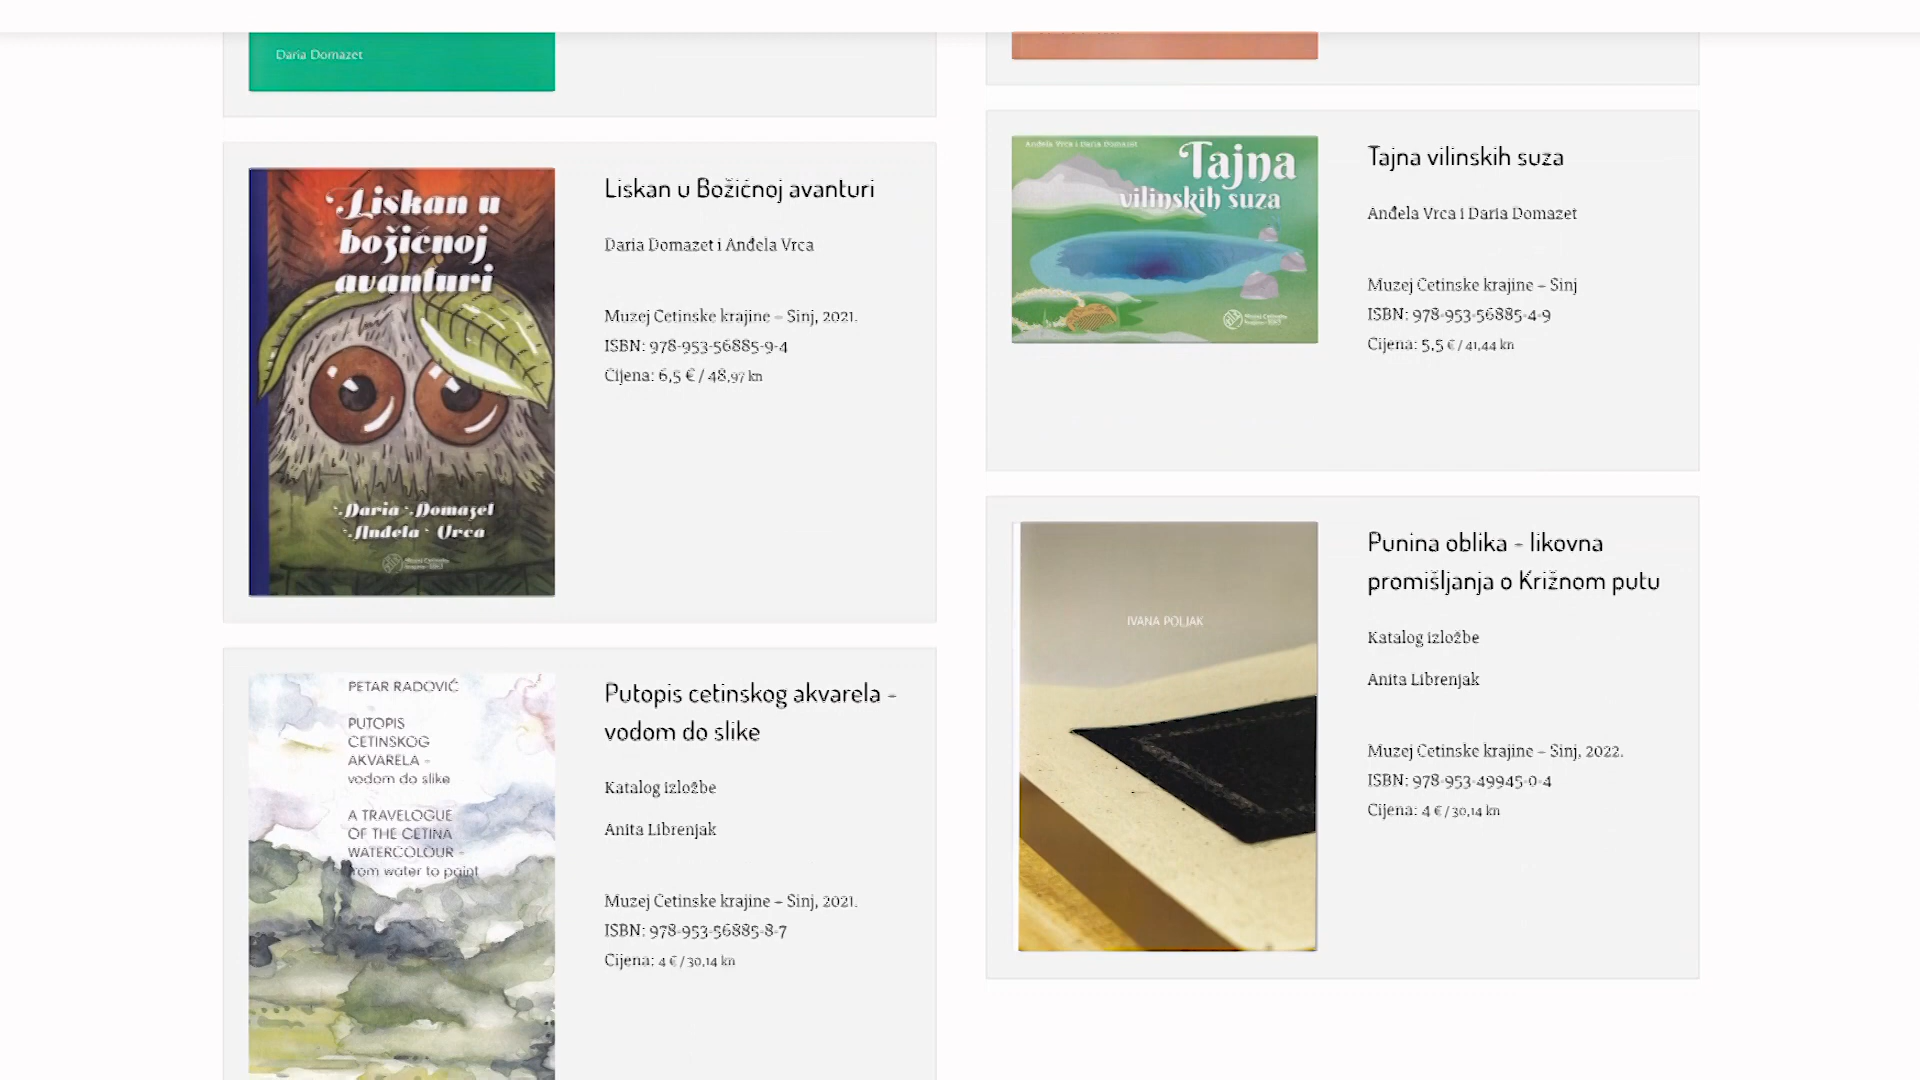 Daria Domazet
Liskan u
božićnoj
avanturi
Daria Domazet
Anđela Vrca
Liskan u Božićnoj avanturi
Daria Domazet i Anđela Vrca
Muzej Cetinske krajine – Sinj, 2021.
ISBN: 978-953-56885-9-4
Cijena: 6,5 € / 48,97 kn
PETAR RADOVIĆ
PUTOPIS
CETINSKOG
AKVARELA -
vodom do slike
A TRAVELOGUE
OF THE CETINA
WATERCOLOUR -
from water to paint
Putopis cetinskog akvarela –
vodom do slike
Katalog izložbe
Anita Librenjak
Muzej Cetinske krajine – Sinj, 2021.
ISBN: 978-953-56885-8-7
Cijena: 4 € / 30,14 kn
Anđela Vrca i Daria Domazet
Tajna
vilinskih suza
Muzej Cetinske
Tajna vilinskih suza
Anđela Vrca i Daria Domazet
Muzej Cetinske krajine – Sinj
ISBN: 978-953-56885-4-9
Cijena: 5,5 € / 41,44 kn
IVANA POLJAK
Punina oblika – likovna
promišljanja o Križnom putu
Katalog izložbe
Anita Librenjak
Muzej Cetinske krajine – Sinj, 2022.
ISBN: 978-953-49945-0-4
Cijena: 4 € / 30,14 kn